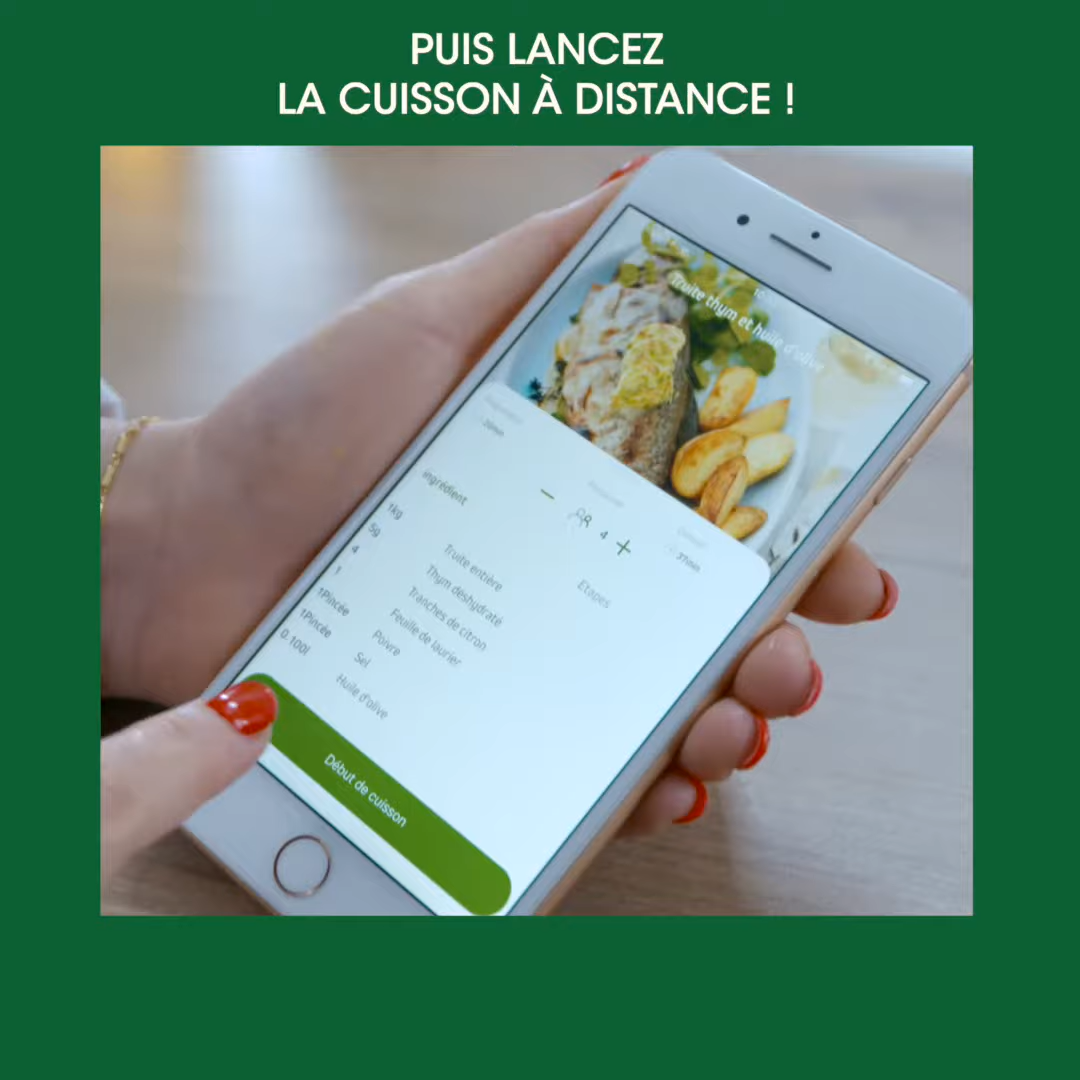 PUIS LANCEZ
LA CUISSON À DISTANCE !
Truite thym et huile d'olive
20min
4
37min
ingrédient
Etapes
1kg Truite entière
5g Thym déshydraté
4 Tranches de citron
1 Feuille de laurier
1Pincée Poivre
1Pincée Sel
0.100l Huile d'olive
Début de cuisson